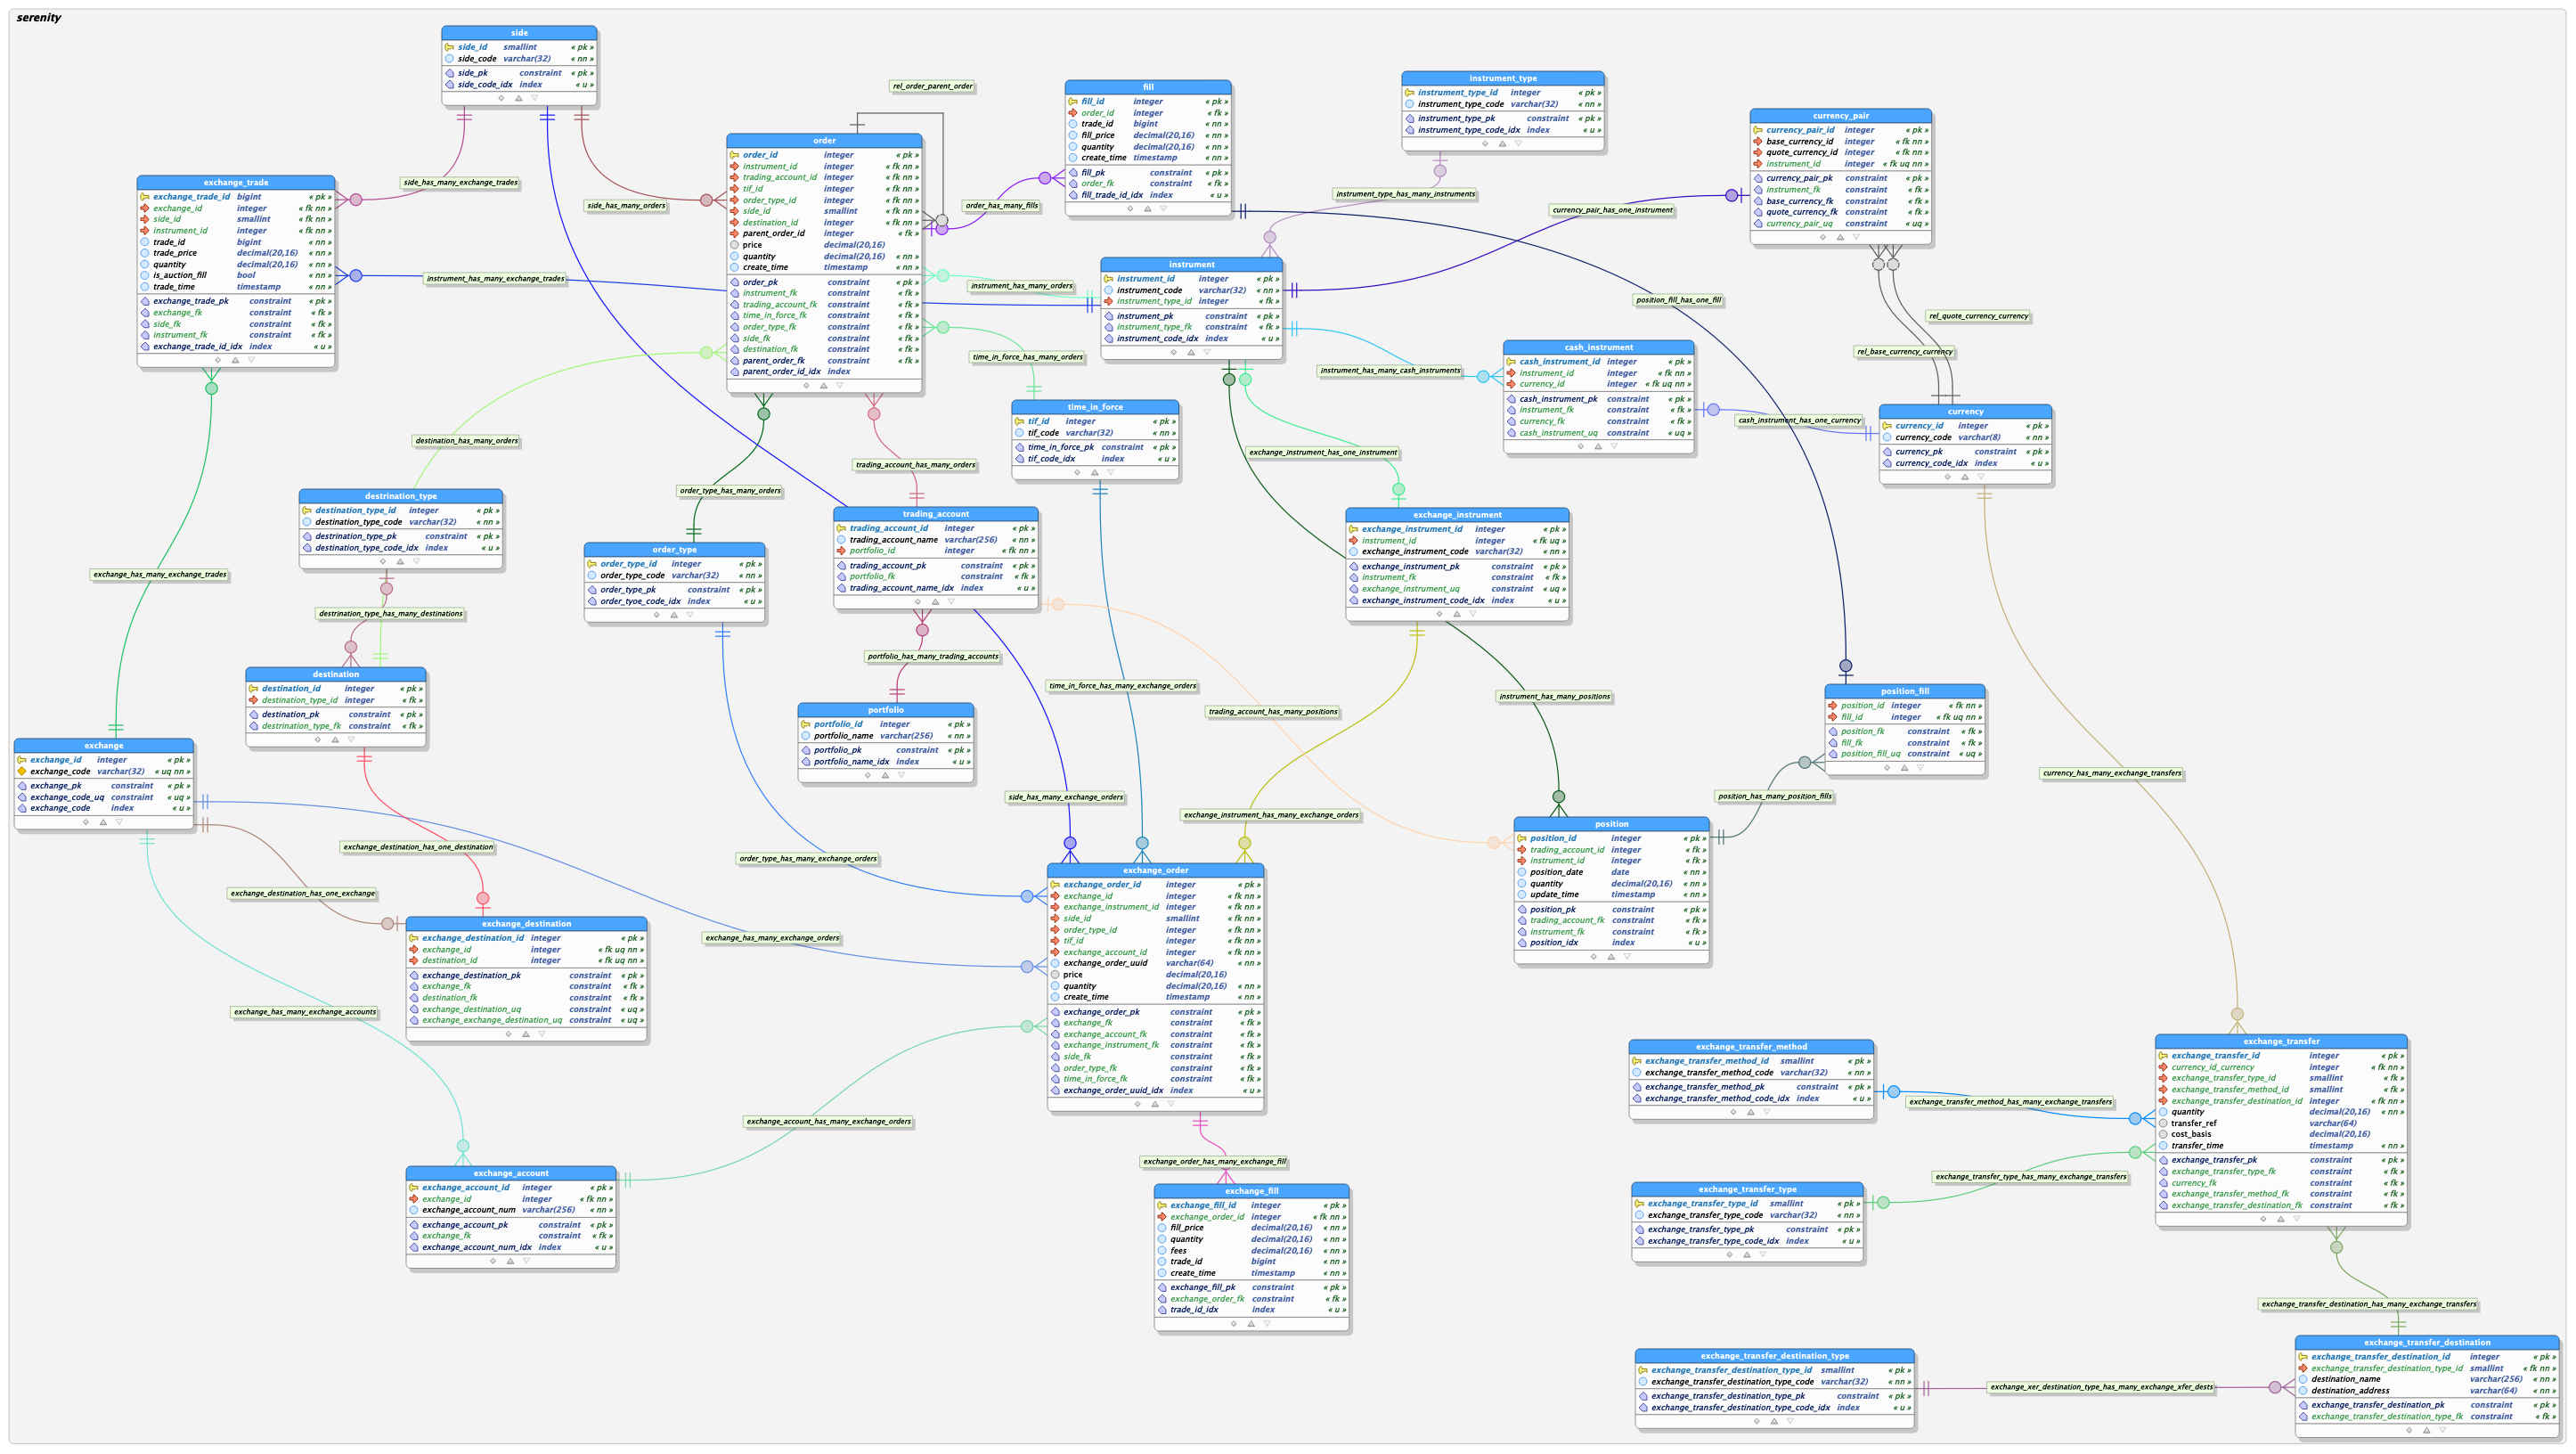 serenity
side
side_id smallint « pk »
side_code varchar(32) « nn »
side_pk constraint « pk »
side_code_idx index « u »
rel_order_parent_order
fill
fill_id integer « pk »
order_id integer « fk »
trade_id bigint « nn »
fill_price decimal(20,16) « nn »
quantity decimal(20,16) « nn »
create_time timestamp « nn »
fill_pk constraint « pk »
order_fk constraint « fk »
fill_trade_id_idx index « u »
instrument_type
instrument_type_id integer « pk »
instrument_type_code varchar(32) « nn »
instrument_type_pk constraint « pk »
instrument_type_code_idx index « u »
currency_pair
currency_pair_id integer « pk »
base_currency_id integer « fk nn »
quote_currency_id integer « fk nn »
instrument_id integer « fk uq nn »
currency_pair_pk constraint « pk »
instrument_fk constraint « fk »
base_currency_fk constraint « fk »
quote_currency_fk constraint « fk »
currency_pair_uq constraint « uq »
order
order_id integer « pk »
instrument_id integer « fk nn »
trading_account_id integer « fk nn »
tif_id integer « fk nn »
order_type_id integer « fk nn »
side_id smallint « fk nn »
destination_id integer « fk nn »
parent_order_id integer « fk »
price decimal(20,16)
quantity decimal(20,16) « nn »
create_time timestamp « nn »
order_pk constraint « pk »
instrument_fk constraint « fk »
trading_account_fk constraint « fk »
time_in_force_fk constraint « fk »
order_type_fk constraint « fk »
side_fk constraint « fk »
destination_fk constraint « fk »
parent_order_fk constraint « fk »
parent_order_id_idx index
exchange_trade
exchange_trade_id bigint « pk »
exchange_id integer « fk nn »
side_id smallint « fk nn »
instrument_id integer « fk nn »
trade_id bigint « nn »
trade_price decimal(20,16) « nn »
quantity decimal(20,16) « nn »
is_auction_fill bool « nn »
trade_time timestamp « nn »
exchange_trade_pk constraint « pk »
exchange_fk constraint « fk »
side_fk constraint « fk »
instrument_fk constraint « fk »
exchange_trade_id_idx index « u »
side_has_many_exchange_trades
side_has_many_orders
order_has_many_fills
instrument_type_has_many_instruments
currency_pair_has_one_instrument
instrument_has_many_exchange_trades
instrument_has_many_orders
instrument
instrument_id integer « pk »
instrument_code varchar(32) « nn »
instrument_type_id integer « fk »
instrument_pk constraint « pk »
instrument_type_fk constraint « fk »
instrument_code_idx index « u »
position_fill_has_one_fill
rel_quote_currency_currency
rel_base_currency_currency
time_in_force_has_many_orders
instrument_has_many_cash_instruments
cash_instrument
cash_instrument_id integer « pk »
instrument_id integer « fk nn »
currency_id integer « fk uq nn »
cash_instrument_pk constraint « pk »
instrument_fk constraint « fk »
currency_fk constraint « fk »
cash_instrument_uq constraint « uq »
cash_instrument_has_one_currency
currency
currency_id integer « pk »
currency_code varchar(8) « nn »
currency_pk constraint « pk »
currency_code_idx index « u »
time_in_force
tif_id integer « pk »
tif_code varchar(32) « nn »
time_in_force_pk constraint « pk »
tif_code_idx index « u »
destination_has_many_orders
trading_account_has_many_orders
exchange_instrument_has_one_instrument
order_type_has_many_orders
destrination_type
destination_type_id integer « pk »
destination_type_code varchar(32) « nn »
destination_type_pk constraint « pk »
destination_type_code_idx index « u »
trading_account
trading_account_id integer « pk »
trading_account_name varchar(256) « nn »
portfolio_id integer « fk nn »
trading_account_pk constraint « pk »
portfolio_fk constraint « fk »
trading_account_name_idx index « u »
exchange_instrument
exchange_instrument_id integer « pk »
instrument_id integer « fk uq »
exchange_instrument_code varchar(32) « nn »
exchange_instrument_pk constraint « pk »
instrument_fk constraint « fk »
exchange_instrument_uq constraint « uq »
exchange_instrument_code_idx index « u »
order_type
order_type_id integer « pk »
order_type_code varchar(32) « nn »
order_type_pk constraint « pk »
order_tyoe_code_idx index « u »
exchange_has_many_exchange_trades
destrination_type_has_many_destinations
portfolio_has_many_trading_accounts
time_in_force_has_many_exchange_orders
instrument_has_many_positions
trading_account_has_many_positions
destination
destination_id integer « pk »
destination_type_id integer « fk »
destination_pk constraint « pk »
destrination_type_fk constraint « fk »
portfolio
portfolio_id integer « pk »
portfolio_name varchar(256) « nn »
portfolio_pk constraint « pk »
portfolio_name_idx index « u »
position_fill
position_id integer « fk nn »
fill_id integer « fk uq nn »
position_fk constraint « fk »
fill_fk constraint « fk »
position_fill_uq constraint « uq »
exchange
exchange_id integer « pk »
exchange_code varchar(32) « uq nn »
exchange_pk constraint « pk »
exchange_code_uq constraint « uq »
exchange_code index « u »
currency_has_many_exchange_transfers
side_has_many_exchange_orders
position_has_many_position_fills
exchange_instrument_has_many_exchange_orders
exchange_destination_has_one_destination
order_type_has_many_exchange_orders
exchange_destination_has_one_exchange
position
position_id integer « pk »
trading_account_id integer « fk »
instrument_id integer « fk »
position_date date « nn »
quantity decimal(20,16) « nn »
update_time timestamp « nn »
position_pk constraint « pk »
trading_account_fk constraint « fk »
instrument_fk constraint « fk »
position_idx index « u »
exchange_order
exchange_order_id integer « pk »
exchange_id integer « fk nn »
exchange_instrument_id integer « fk nn »
side_id smallint « fk nn »
order_type_id integer « fk nn »
tif_id integer « fk nn »
exchange_account_id integer « fk nn »
exchange_order_uuid varchar(64) « nn »
price decimal(20,16)
quantity decimal(20,16) « nn »
create_time timestamp « nn »
exchange_order_pk constraint « pk »
exchange_fk constraint « fk »
exchange_account_fk constraint « fk »
exchange_instrument_fk constraint « fk »
side_fk constraint « fk »
order_type_fk constraint « fk »
time_in_force_fk constraint « fk »
exchange_order_uuid_idx index « u »
exchange_destination
exchange_destination_id integer « pk »
exchange_id integer « fk uq nn »
destination_id integer « fk uq nn »
exchange_destination_pk constraint « pk »
exchange_fk constraint « fk »
destination_fk constraint « fk »
exchange_destination_uq constraint « uq »
exchange_exchange_destination_uq constraint « uq »
exchange_has_many_exchange_orders
exchange_has_many_exchange_accounts
exchange_account_has_many_exchange_orders
exchange_transfer_method
exchange_transfer_method_id smallint « pk »
exchange_transfer_method_code varchar(32) « nn »
exchange_transfer_method_pk constraint « pk »
exchange_transfer_method_code_idx index « u »
exchange_transfer
exchange_transfer_id integer « pk »
currency_id_currency integer « fk nn »
exchange_transfer_type_id smallint « fk »
exchange_transfer_method_id smallint « fk »
exchange_transfer_destination_id integer « fk nn »
quantity decimal(20,16) « nn »
transfer_ref varchar(64)
cost_basis decimal(20,16)
transfer_time timestamp « nn »
exchange_transfer_pk constraint « pk »
exchange_transfer_type_fk constraint « fk »
currency_fk constraint « fk »
exchange_transfer_method_fk constraint « fk »
exchange_transfer_destination_fk constraint « fk »
exchange_transfer_method_has_many_exchange_transfers
exchange_order_has_many_exchange_fill
exchange_transfer_type_has_many_exchange_transfers
exchange_account
exchange_account_id integer « pk »
exchange_id integer « fk nn »
exchange_account_num varchar(256) « nn »
exchange_account_pk constraint « pk »
exchange_fk constraint « fk »
exchange_account_num_idx index « u »
exchange_fill
exchange_fill_id integer « pk »
exchange_order_id integer « fk nn »
fill_price decimal(20,16) « nn »
quantity decimal(20,16) « nn »
fees decimal(20,16) « nn »
trade_id bigint « nn »
create_time timestamp « nn »
exchange_fill_pk constraint « pk »
exchange_order_fk constraint « fk »
trade_id_idx index « u »
exchange_transfer_type
exchange_transfer_type_id smallint « pk »
exchange_transfer_type_code varchar(32) « nn »
exchange_transfer_type_pk constraint « pk »
exchange_transfer_type_code_idx index « u »
exchange_transfer_destination_has_many_exchange_transfers
exchange_transfer_destination_type
exchange_transfer_destination_type_id smallint « pk »
exchange_transfer_destination_type_code varchar(32) « nn »
exchange_transfer_destination_type_pk constraint « pk »
exchange_transfer_destination_type_code_idx index « u »
exchange_xer_destination_type_has_many_exchange_xfer_dests
exchange_transfer_destination
exchange_transfer_destination_id integer « pk »
exchange_transfer_destination_type_id smallint « fk nn »
destination_name varchar(256) « nn »
destination_address varchar(64) « nn »
exchange_transfer_destination_pk constraint « pk »
exchange_transfer_destination_type_fk constraint « fk »